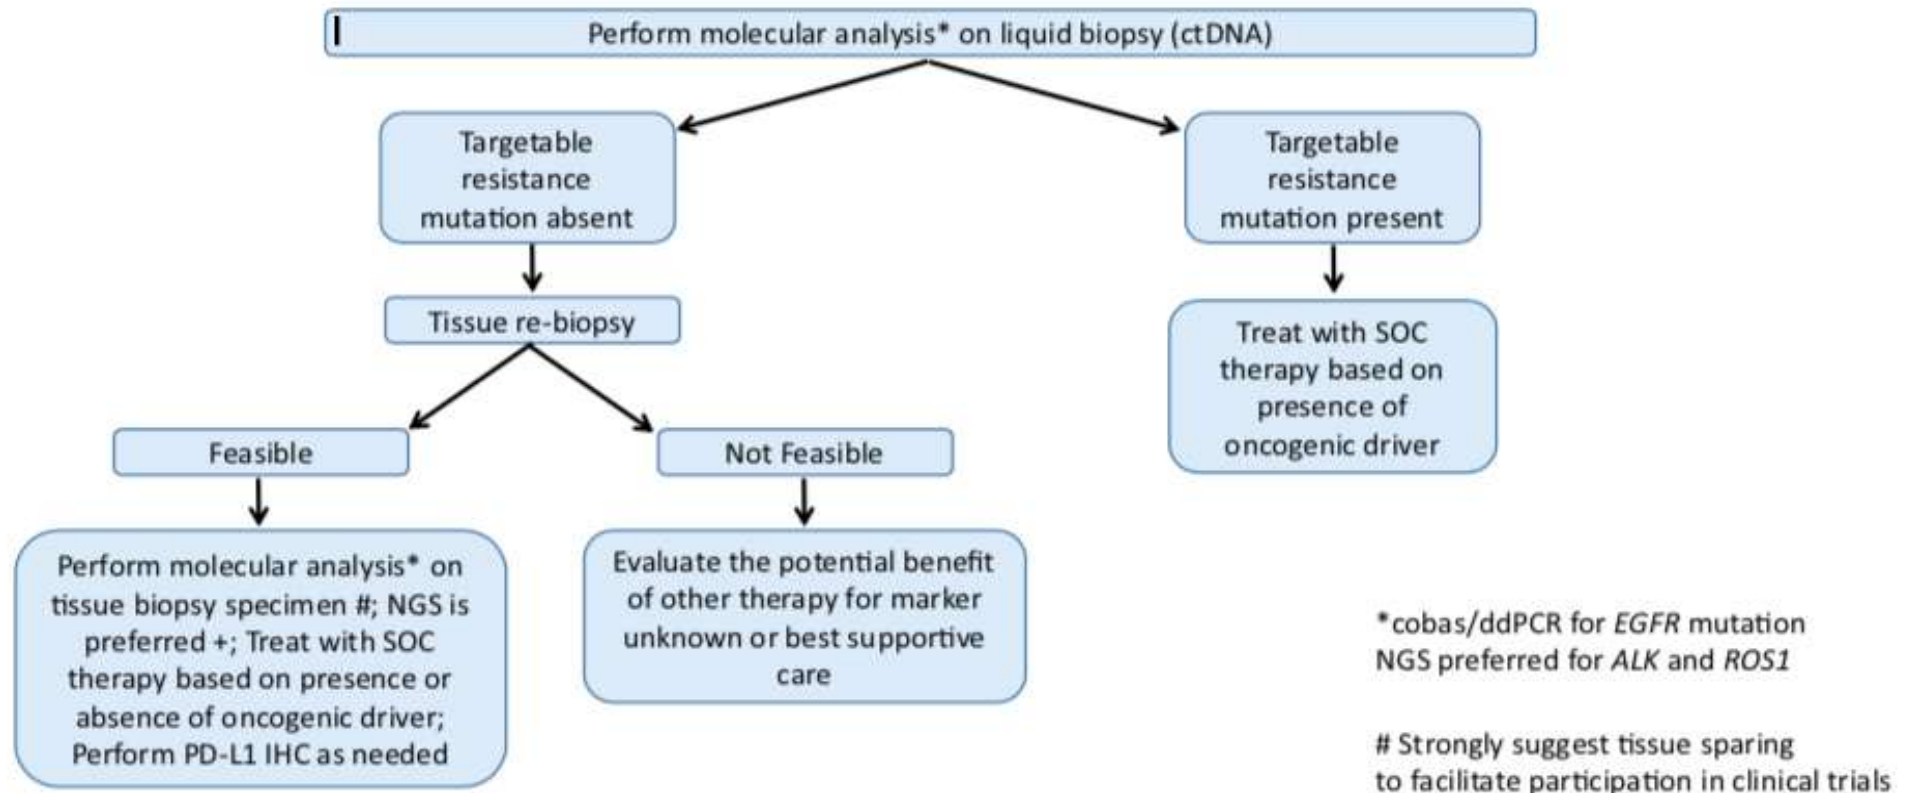 Perform molecular analysis* on liquid biopsy (ctDNA)
Targetable
resistance
mutation absent
Targetable
resistance
mutation present
Tissue re-biopsy
Treat with SOC
therapy based on
presence of
oncogenic driver
Feasible
Not Feasible
Perform molecular analysis* on
tissue biopsy specimen #; NGS is
preferred +; Treat with SOC
therapy based on presence or
absence of oncogenic driver;
Perform PD-L1 IHC as needed
Evaluate the potential benefit
of other therapy for marker
unknown or best supportive
care
*cobas/ddPCR for EGFR mutation
NGS preferred for ALK and ROS1
# Strongly suggest tissue sparing
to facilitate participation in clinical trials